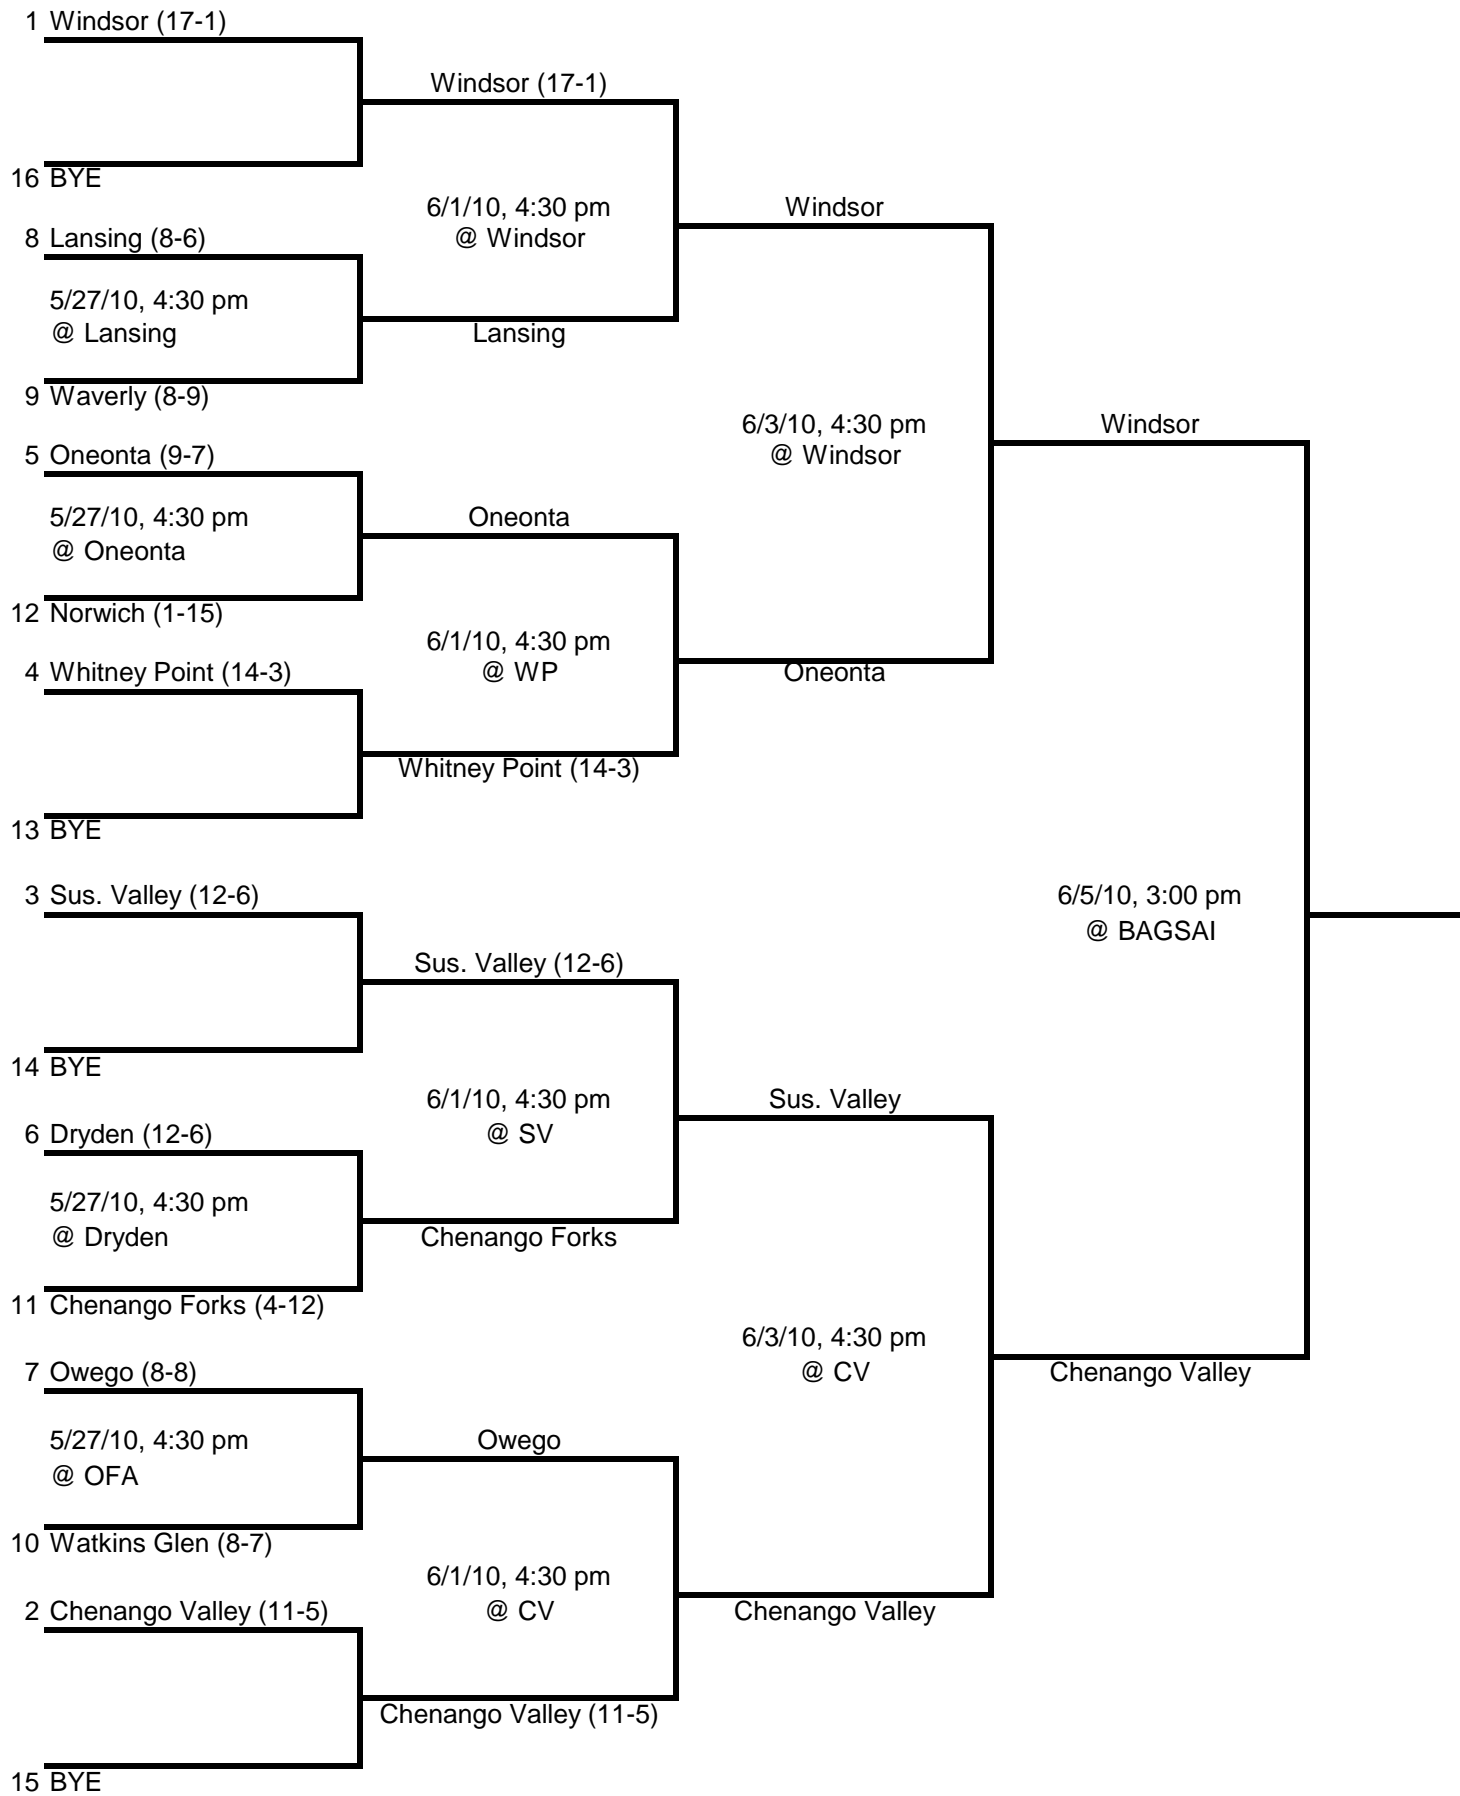 1 Windsor (17-1)
Windsor (17-1)
16 BYE
6/1/10, 4:30 pm
@ Windsor
Windsor
8 Lansing (8-6)
5/27/10, 4:30 pm
@ Lansing
Lansing
9 Waverly (8-9)
6/3/10, 4:30 pm
@ Windsor
Windsor
5 Oneonta (9-7)
5/27/10, 4:30 pm
@ Oneonta
Oneonta
12 Norwich (1-15)
6/1/10, 4:30 pm
@ WP
Oneonta
4 Whitney Point (14-3)
Whitney Point (14-3)
13 BYE
3 Sus. Valley (12-6)
6/5/10, 3:00 pm
@ BAGSAI
Sus. Valley (12-6)
14 BYE
6/1/10, 4:30 pm
@ SV
Sus. Valley
6 Dryden (12-6)
5/27/10, 4:30 pm
@ Dryden
Chenango Forks
11 Chenango Forks (4-12)
6/3/10, 4:30 pm
@ CV
Chenango Valley
7 Owego (8-8)
5/27/10, 4:30 pm
@ OFA
Owego
10 Watkins Glen (8-7)
6/1/10, 4:30 pm
@ CV
Chenango Valley
2 Chenango Valley (11-5)
Chenango Valley (11-5)
15 BYE